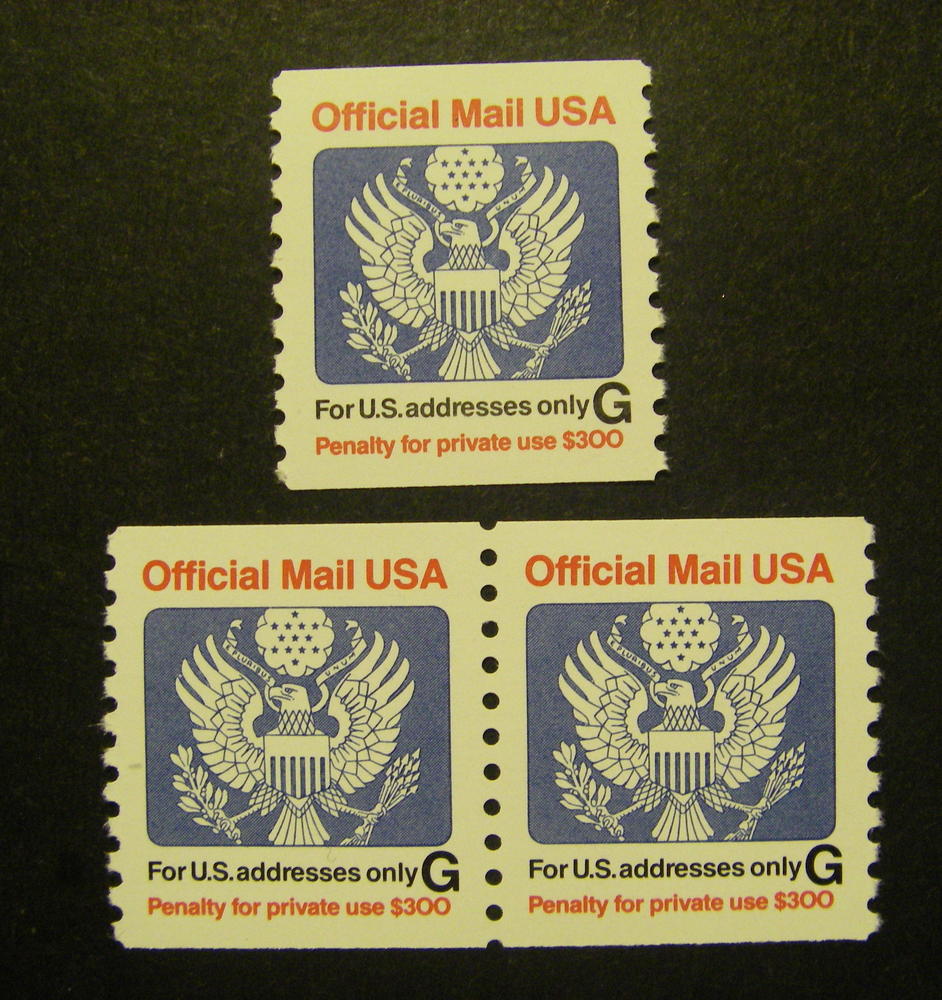 Official Mail USA
E PLURIBUS UNUM
For U.S. addresses only G
Penalty for private use $300
Official Mail USA
E PLURIBUS UNUM
For U.S. addresses only G
Penalty for private use $300
Official Mail USA
E PLURIBUS UNUM
For U.S. addresses only G
Penalty for private use $300